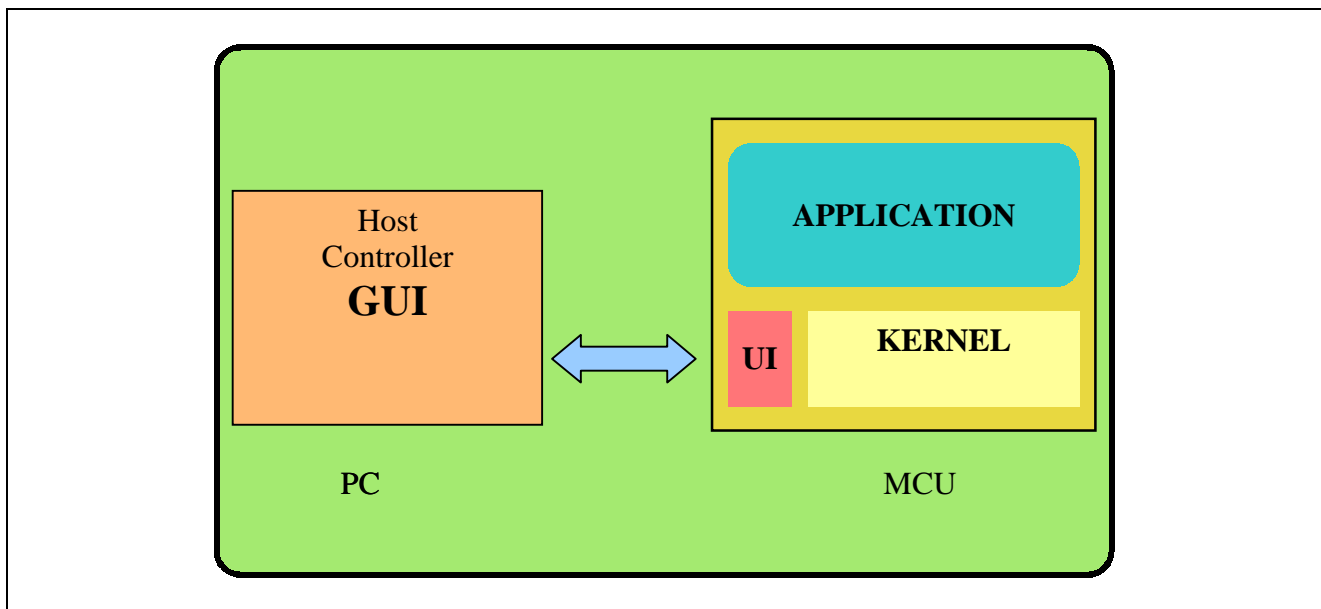 Host
Controller
GUI
APPLICATION
UI
KERNEL
PC
MCU